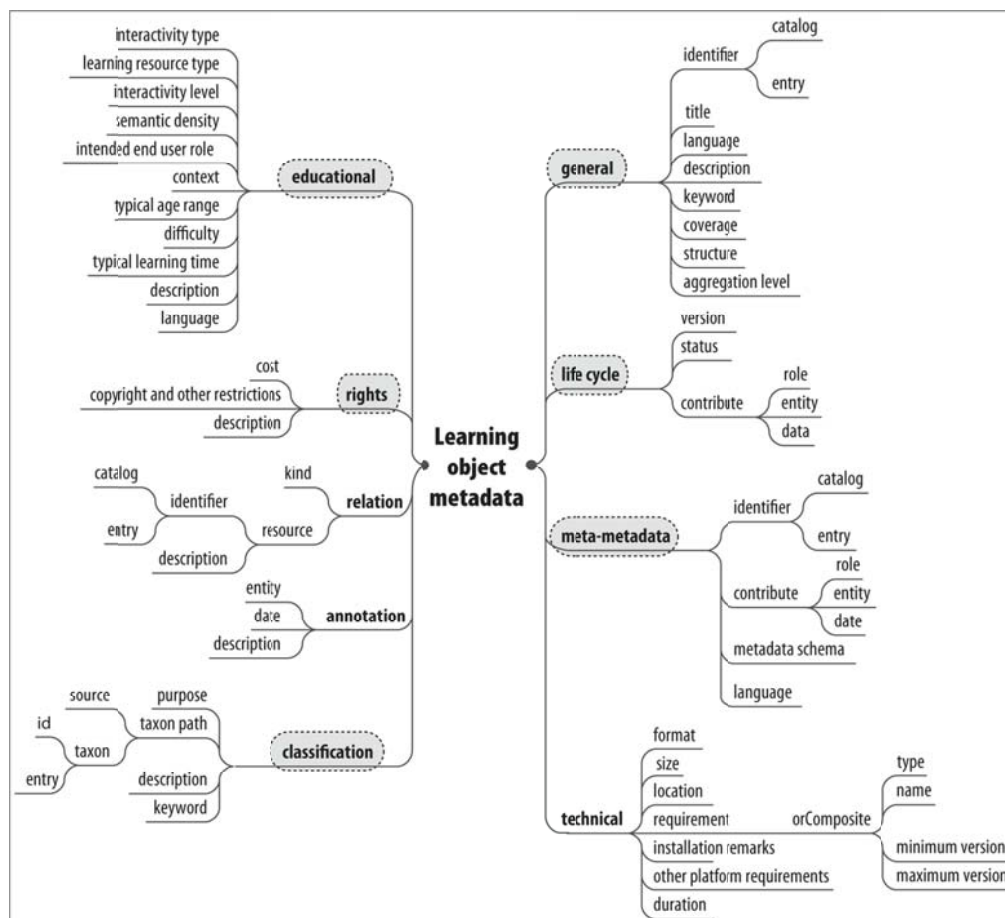 interactivity type
learning resource type
interactivity level
semantic density
intended end user role
context
typical age range
difficulty
typical learning time
description
language
educational
cost
copyright and other restrictions
description
rights
kind
catalog
identifier
entry
resource
description
relation
entity
date
description
annotation
source
purpose
id
taxon path
taxon
entry
description
keyword
classification
Learning
object
metadata
catalog
identifier
entry
title
language
description
keyword
coverage
structure
aggregation level
general
version
status
life cycle
role
contribute
entity
data
catalog
identifier
entry
meta-metadata
role
contribute
entity
date
metadata schema
language
format
size
location
technical
requirement
orComposite
type
name
minimum version
maximum version
installation remarks
other platform requirements
duration